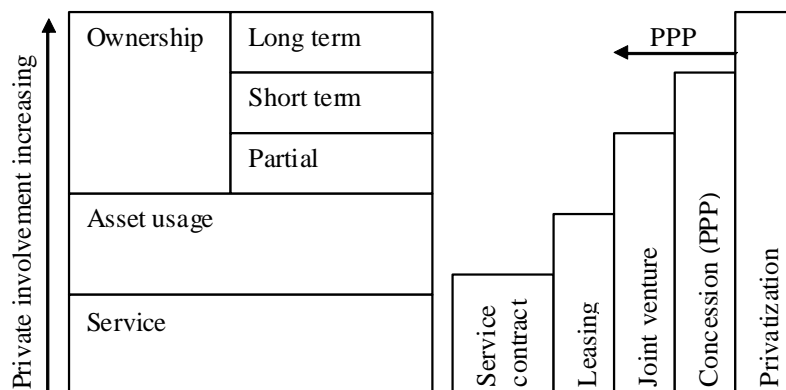 Private involvement increasing
Ownership
Long term
Short term
Partial
Asset usage
Service
PPP
Service
contract
Leasing
Joint venture
Concession (PPP)
Privatization